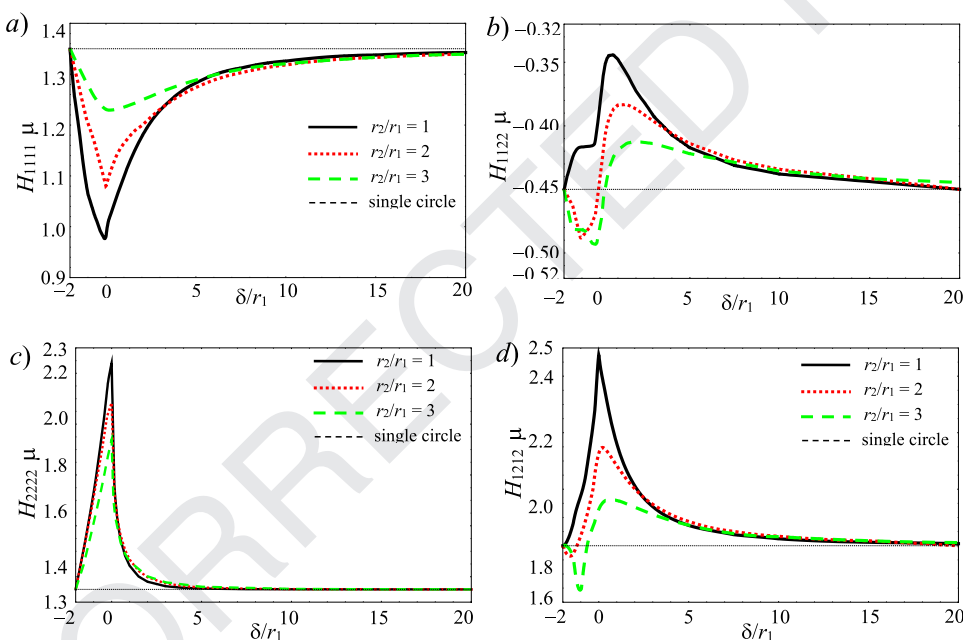 a)
1.4
1.3
1.2
1.1
1.0
0.9
H1111 μ
r2/r1 = 1
r2/r1 = 2
r2/r1 = 3
single circle
−2 0 5 10 15 20
δ/r1
b)
−0.32
−0.35
−0.40
−0.45
−0.50
−0.52
H1122 μ
−2 0 5 10 15 20
δ/r1
c)
2.3
2.2
2.0
1.8
1.6
1.4
1.3
H2222 μ
r2/r1 = 1
r2/r1 = 2
r2/r1 = 3
single circle
−2 0 5 10 15 20
δ/r1
d)
2.5
2.4
2.2
2.0
1.8
1.6
H1212 μ
r2/r1 = 1
r2/r1 = 2
r2/r1 = 3
single circle
−2 0 5 10 15 20
δ/r1
ORRECTED